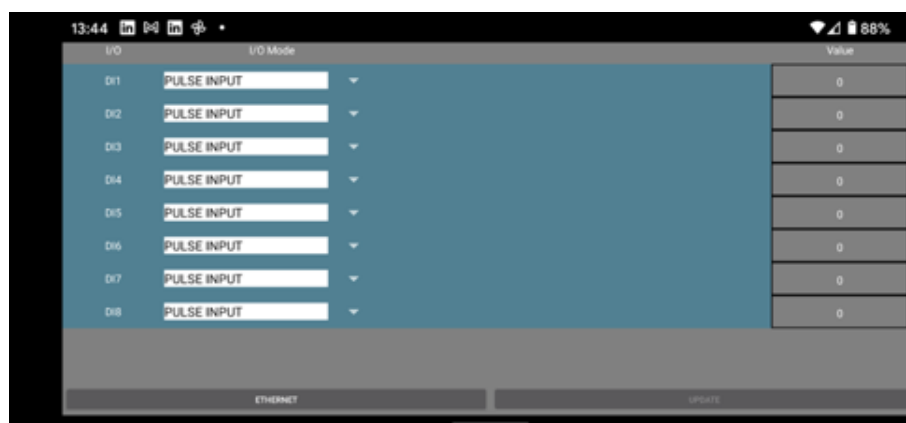 13:44 in in 88%
I/O I/O Mode Value
DI1 PULSE INPUT 0
DI2 PULSE INPUT 0
DI3 PULSE INPUT 0
DI4 PULSE INPUT 0
DI5 PULSE INPUT 0
DI6 PULSE INPUT 0
DI7 PULSE INPUT 0
DI8 PULSE INPUT 0
ETHERNET UPDATE